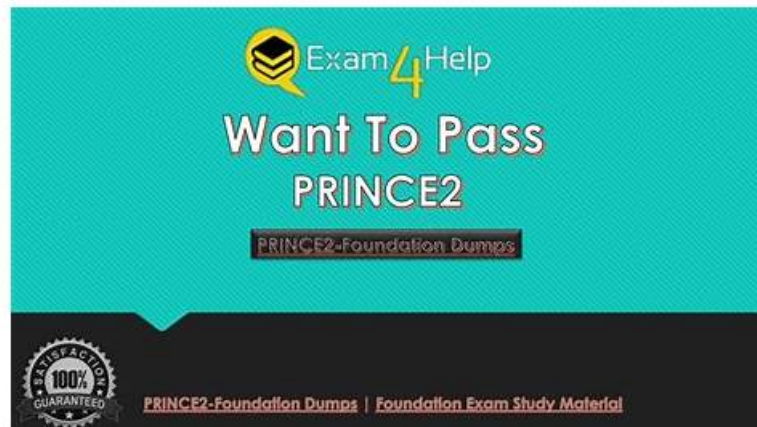 Exam4Help
Want To Pass
PRINCE2
PRINCE2-Foundation Dumps
SATISFACTION
100%
GUARANTEED
PRINCE2-Foundation Dumps | Foundation Exam Study Material